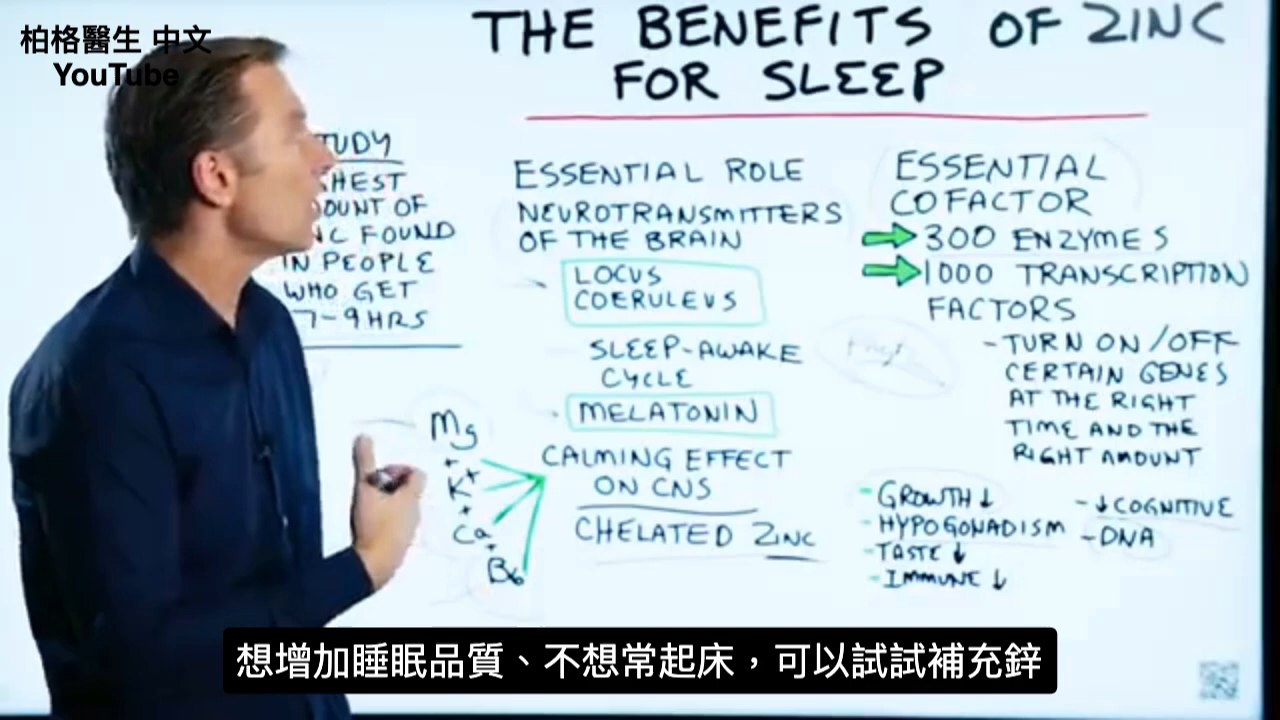 柏格醫生 中文
YouTube
THE BENEFITS OF ZINC
FOR SLEEP
TUDY
HEST
OUNT OF
NC FOUND
IN PEOPLE
WHO GET
7-9 HRS
Mg
+
K+
+
Ca
+
B6
ESSENTIAL ROLE
NEUROTRANSMITTERS
OF THE BRAIN
LOCUS
COERULEUS
SLEEP-AWAKE
CYCLE
MELATONIN
CALMING EFFECT
ON CNS
CHELATED ZINC
ESSENTIAL
COFACTOR
300 ENZYMES
1000 TRANSCRIPTION
FACTORS
- TURN ON/OFF
CERTAIN GENES
AT THE RIGHT
TIME AND THE
RIGHT AMOUNT
- GROWTH ↓
- HYPOGONADISM
- TASTE ↓
- IMMUNE ↓
- ↓ COGNITIVE
- DNA
想增加睡眠品質、不想常起床，可以試試補充鋅